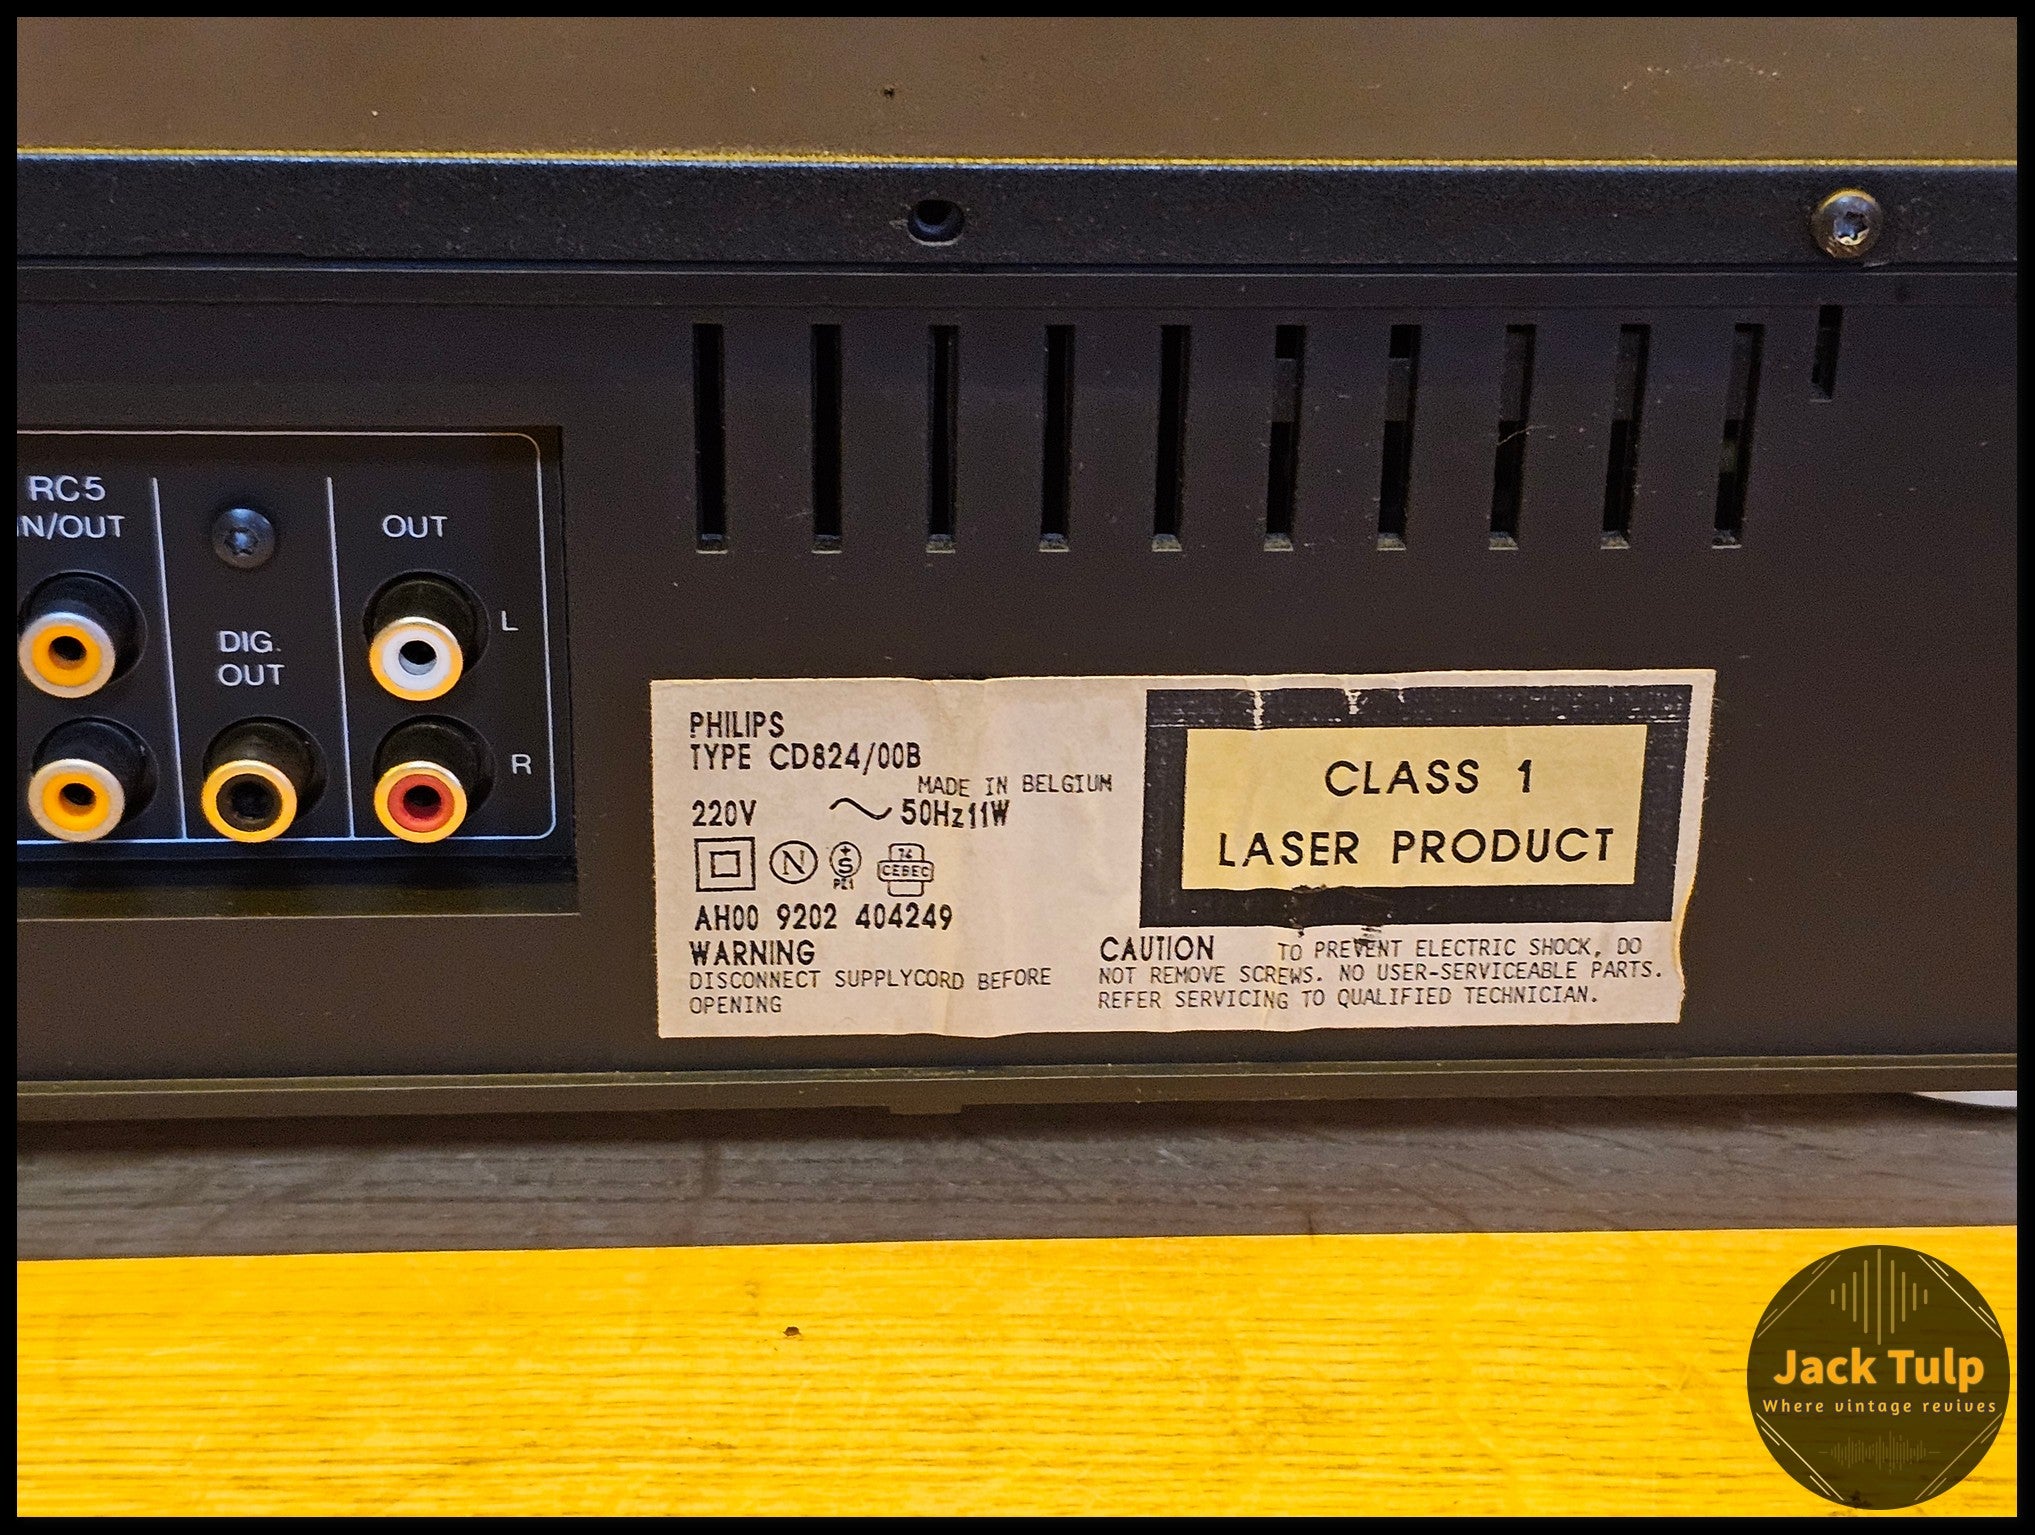 RC5
IN/OUT
DIG.
OUT
OUT
L
R
PHILIPS
TYPE CD824/00B
MADE IN BELGIUM
220V ~ 50Hz 11W
N
+
S
PE1
14
CEBEC
AH00 9202 404249
WARNING
DISCONNECT SUPPLYCORD BEFORE
OPENING
CLASS 1
LASER PRODUCT
CAUTION TO PREVENT ELECTRIC SHOCK, DO
NOT REMOVE SCREWS. NO USER-SERVICEABLE PARTS.
REFER SERVICING TO QUALIFIED TECHNICIAN.
Jack Tulp
Where vintage revives